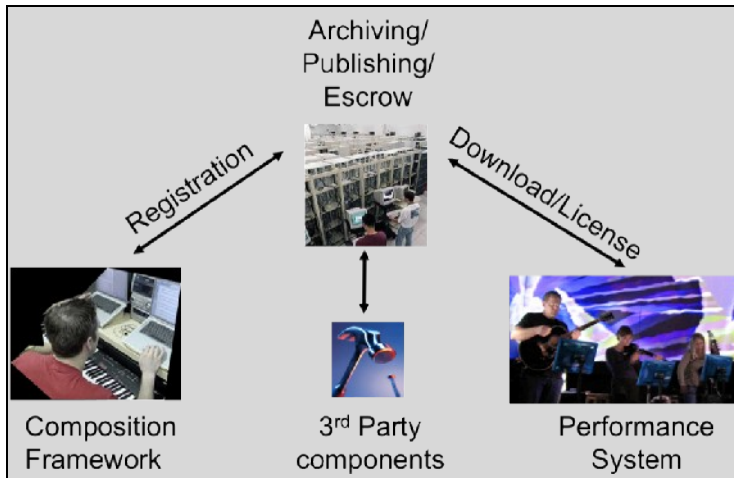 Archiving/
Publishing/
Escrow
Registration
Download/License
Composition
Framework
3rd Party
components
Performance
System